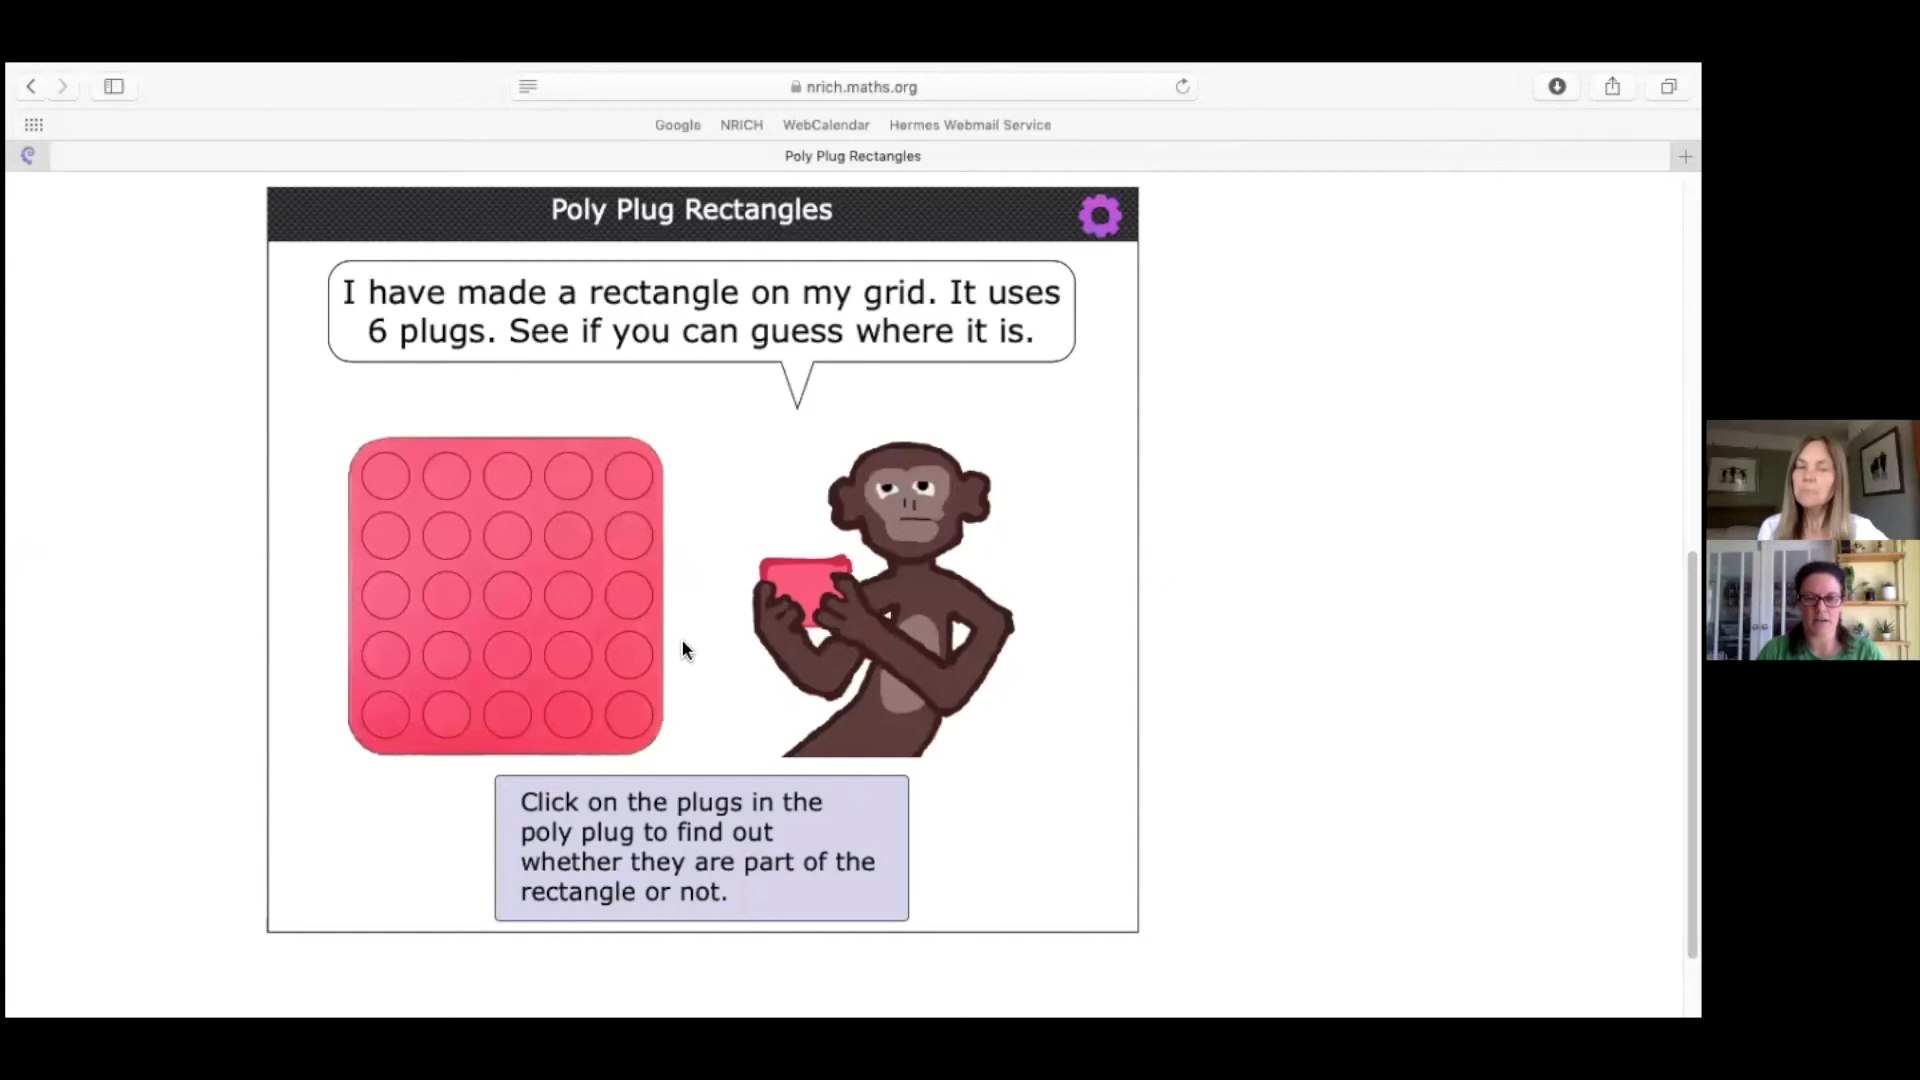 nrich.maths.org
Google NRICH WebCalendar Hermes Webmail Service
Poly Plug Rectangles
Poly Plug Rectangles
I have made a rectangle on my grid. It uses
6 plugs. See if you can guess where it is.
Click on the plugs in the
poly plug to find out
whether they are part of the
rectangle or not.